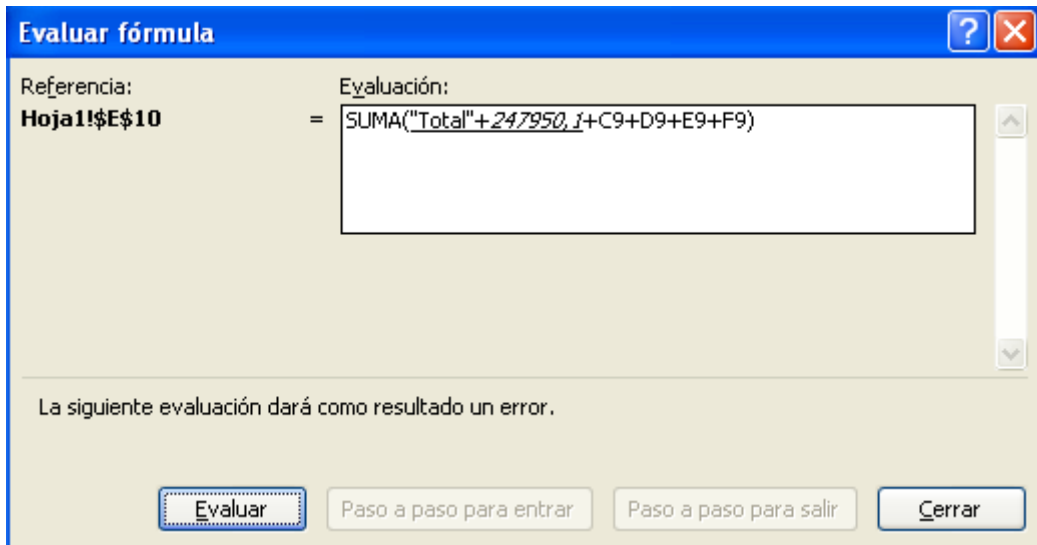 Evaluar fórmula
Referencia:
Evaluación:
Hoja1!$E$10 = SUMA("Total"+247950,1+C9+D9+E9+F9)
La siguiente evaluación dará como resultado un error.
Evaluar Paso a paso para entrar Paso a paso para salir Cerrar